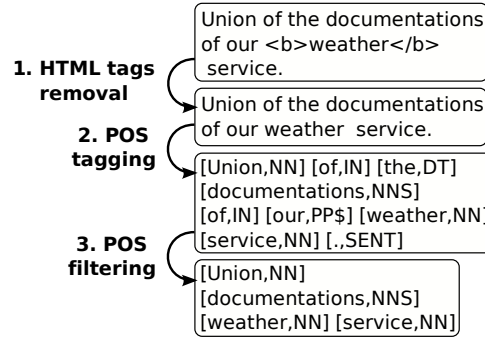 Union of the documentations
of our <b>weather</b>
service.
1. HTML tags
removal
Union of the documentations
of our weather  service.
2. POS
tagging
[Union,NN] [of,IN] [the,DT]
[documentations,NNS]
[of,IN] [our,PP$] [weather,NN]
[service,NN] [.,SENT]
3. POS
filtering
[Union,NN]
[documentations,NNS]
[weather,NN] [service,NN]